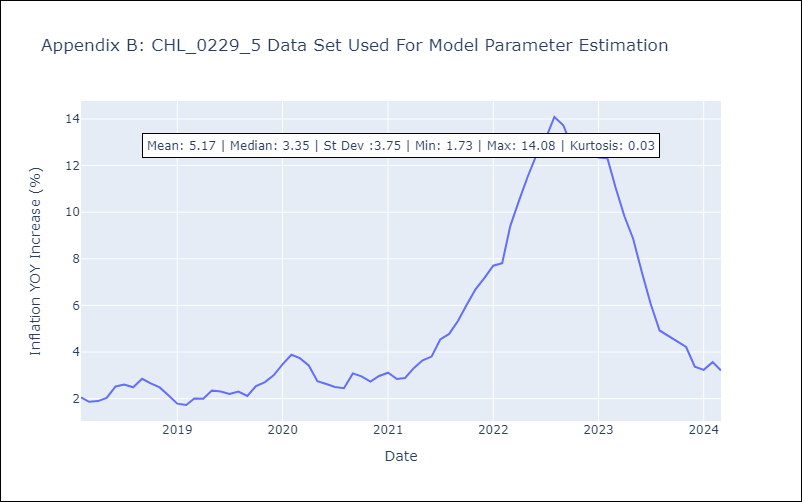 Appendix B: CHL_0229_5 Data Set Used For Model Parameter Estimation
14
Mean: 5.17 | Median: 3.35 | St Dev :3.75 | Min: 1.73 | Max: 14.08 | Kurtosis: 0.03
12
10
8
6
4
2
Inflation YOY Increase (%)
2019 2020 2021 2022 2023 2024
Date